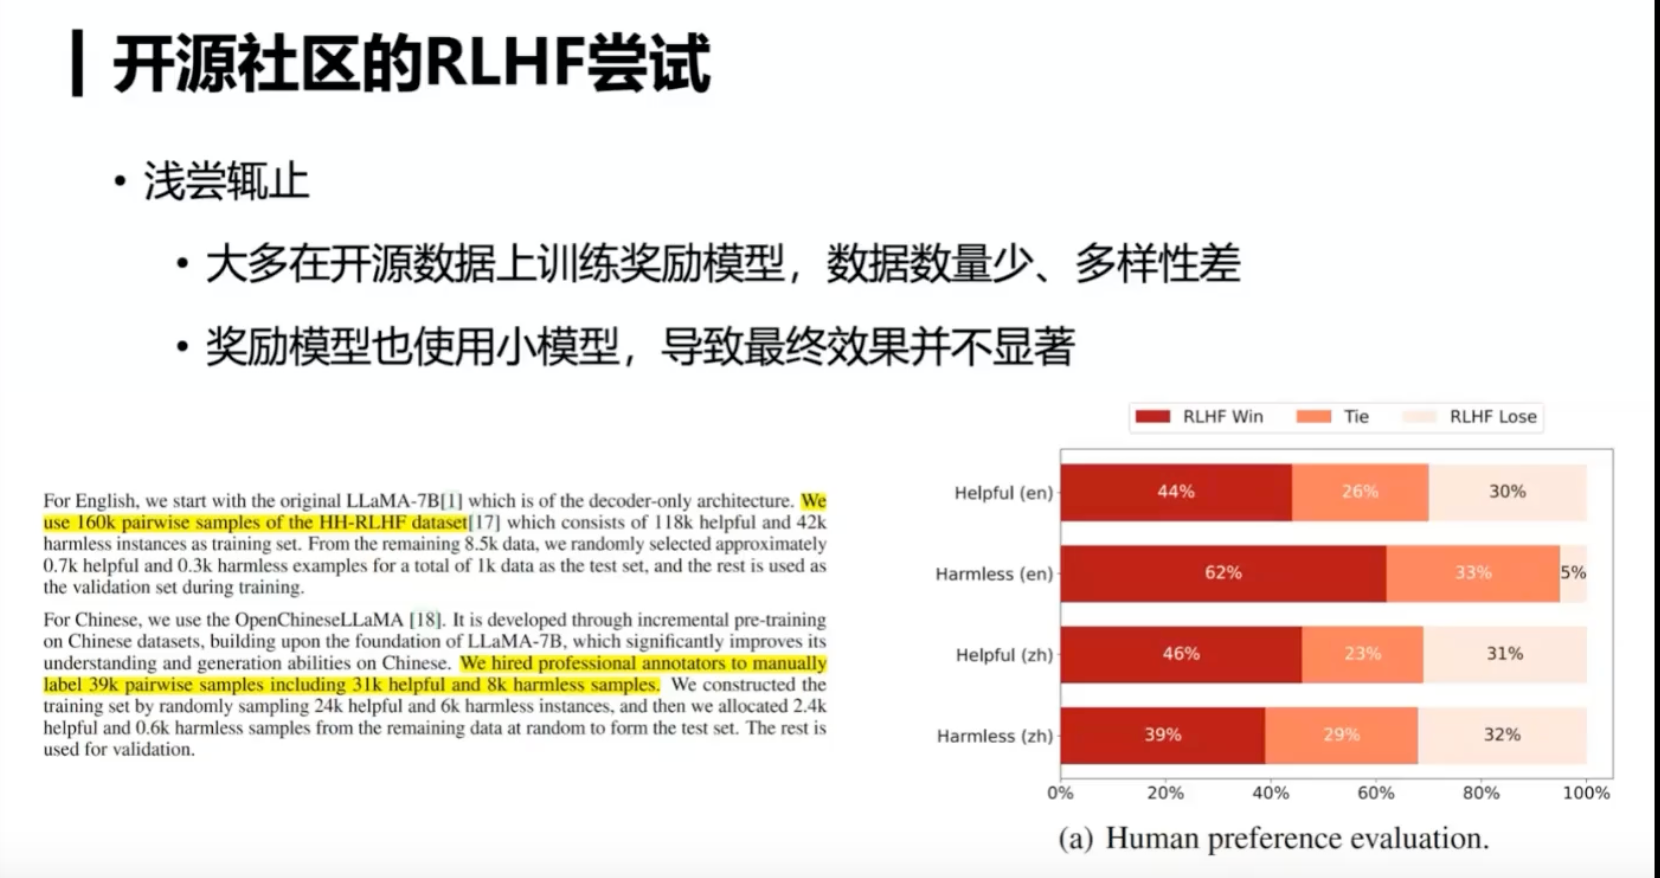 开源社区的RLHF尝试
• 浅尝辄止
• 大多在开源数据上训练奖励模型，数据数量少、多样性差
• 奖励模型也使用小模型，导致最终效果并不显著
For English, we start with the original LLaMA-7B[1] which is of the decoder-only architecture. We
use 160k pairwise samples of the HH-RLHF dataset[17] which consists of 118k helpful and 42k
harmless instances as training set. From the remaining 8.5k data, we randomly selected approximately
0.7k helpful and 0.3k harmless examples for a total of 1k data as the test set, and the rest is used as
the validation set during training.
For Chinese, we use the OpenChineseLLaMA [18]. It is developed through incremental pre-training
on Chinese datasets, building upon the foundation of LLaMA-7B, which significantly improves its
understanding and generation abilities on Chinese. We hired professional annotators to manually
label 39k pairwise samples including 31k helpful and 8k harmless samples. We constructed the
training set by randomly sampling 24k helpful and 6k harmless instances, and then we allocated 2.4k
helpful and 0.6k harmless samples from the remaining data at random to form the test set. The rest is
used for validation.
RLHF Win Tie RLHF Lose
Helpful (en) 44% 26% 30%
Harmless (en) 62% 33% 5%
Helpful (zh) 46% 23% 31%
Harmless (zh) 39% 29% 32%
0% 20% 40% 60% 80% 100%
(a) Human preference evaluation.